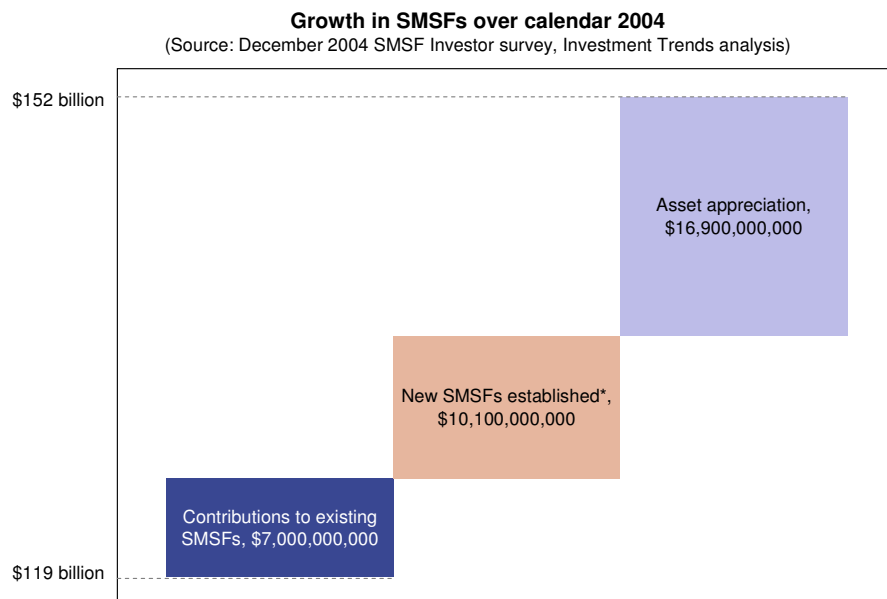 Growth in SMSFs over calendar 2004
(Source: December 2004 SMSF Investor survey, Investment Trends analysis)
$152 billion
Asset appreciation,
$16,900,000,000
New SMSFs established*,
$10,100,000,000
Contributions to existing
SMSFs, $7,000,000,000
$119 billion